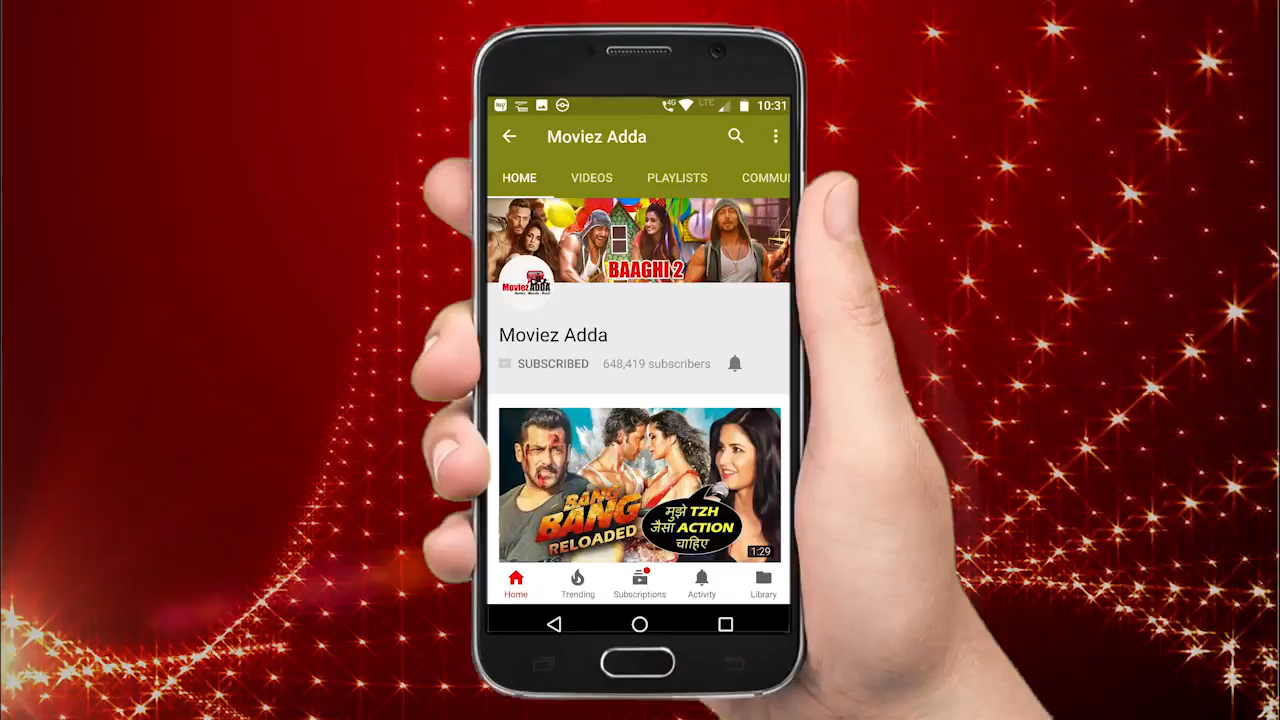 LTE 10:31
Moviez Adda
HOME VIDEOS PLAYLISTS COMMU
BAAGHI 2
Moviez ADDA
Moviez Adda
SUBSCRIBED 648,419 subscribers
BANG
BANG
RELOADED
मुझे TZH
जैसा ACTION
चाहिए
1:29
Home Trending Subscriptions Activity Library